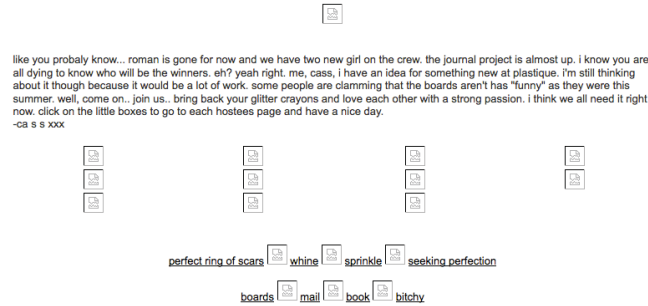 like you probaly know... roman is gone for now and we have two new girl on the crew. the journal project is almost up. i know you are
all dying to know who will be the winners. eh? yeah right. me, cass, i have an idea for something new at plastique. i'm still thinking
about it though because it would be a lot of work. some people are clamming that the boards aren't has "funny" as they were this
summer. well, come on.. join us.. bring back your glitter crayons and love each other with a strong passion. i think we all need it right
now. click on the little boxes to go to each hostees page and have a nice day.
-ca s s xxx
perfect ring of scars whine sprinkle seeking perfection
boards mail book bitchy